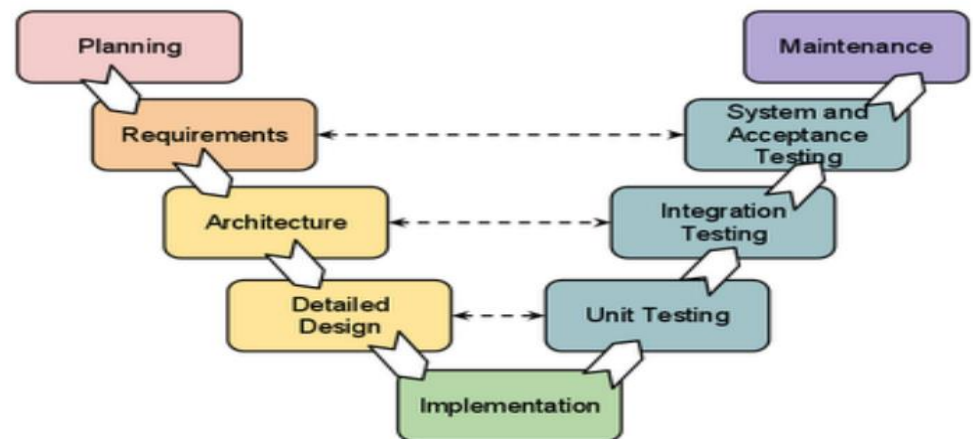 Planning
Maintenance
Requirements
System and
Acceptance
Testing
Architecture
Integration
Testing
Detailed
Design
Unit Testing
Implementation